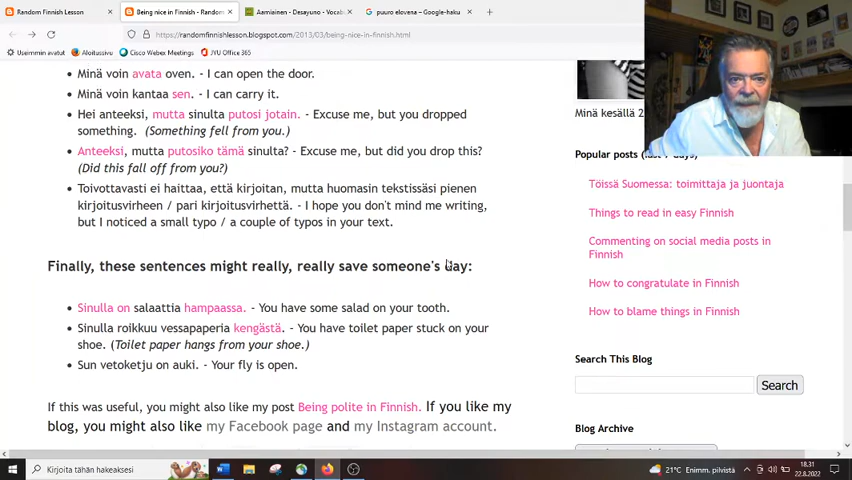 Random Finnish Lesson
Being nice in Finnish - Random
Aamiainen - Desayuno - Vocab
puuro elovena – Google-haku
https://randomfinnishlesson.blogspot.com/2013/03/being-nice-in-finnish.html
Useimmin avatut
Aloitussivu
Cisco Webex Meetings
JYU Office 365
Minä voin avata oven. - I can open the door.
Minä voin kantaa sen. - I can carry it.
Hei anteeksi, mutta sinulta putosi jotain. - Excuse me, but you dropped
something. (Something fell from you.)
Anteeksi, mutta putosiko tämä sinulta? - Excuse me, but did you drop this?
(Did this fall off from you?)
Toivottavasti ei haittaa, että kirjoitan, mutta huomasin tekstissäsi pienen
kirjoitusvirheen / pari kirjoitusvirhettä. - I hope you don't mind me writing,
but I noticed a small typo / a couple of typos in your text.
Finally, these sentences might really, really save someone's day:
Sinulla on salaattia hampaassa. - You have some salad on your tooth.
Sinulla roikkuu vessapaperia kengästä. - You have toilet paper stuck on your
shoe. (Toilet paper hangs from your shoe.)
Sun vetoketju on auki. - Your fly is open.
If this was useful, you might also like my post Being polite in Finnish. If you like my
blog, you might also like my Facebook page and my Instagram account.
Minä kesällä 2
Popular posts (last 7 days)
Töissä Suomessa: toimittaja ja juontaja
Things to read in easy Finnish
Commenting on social media posts in
Finnish
How to congratulate in Finnish
How to blame things in Finnish
Search This Blog
Search
Blog Archive
Kirjoita tähän hakeaksesi
21°C Enimm. pilvistä
18.31
22.8.2022